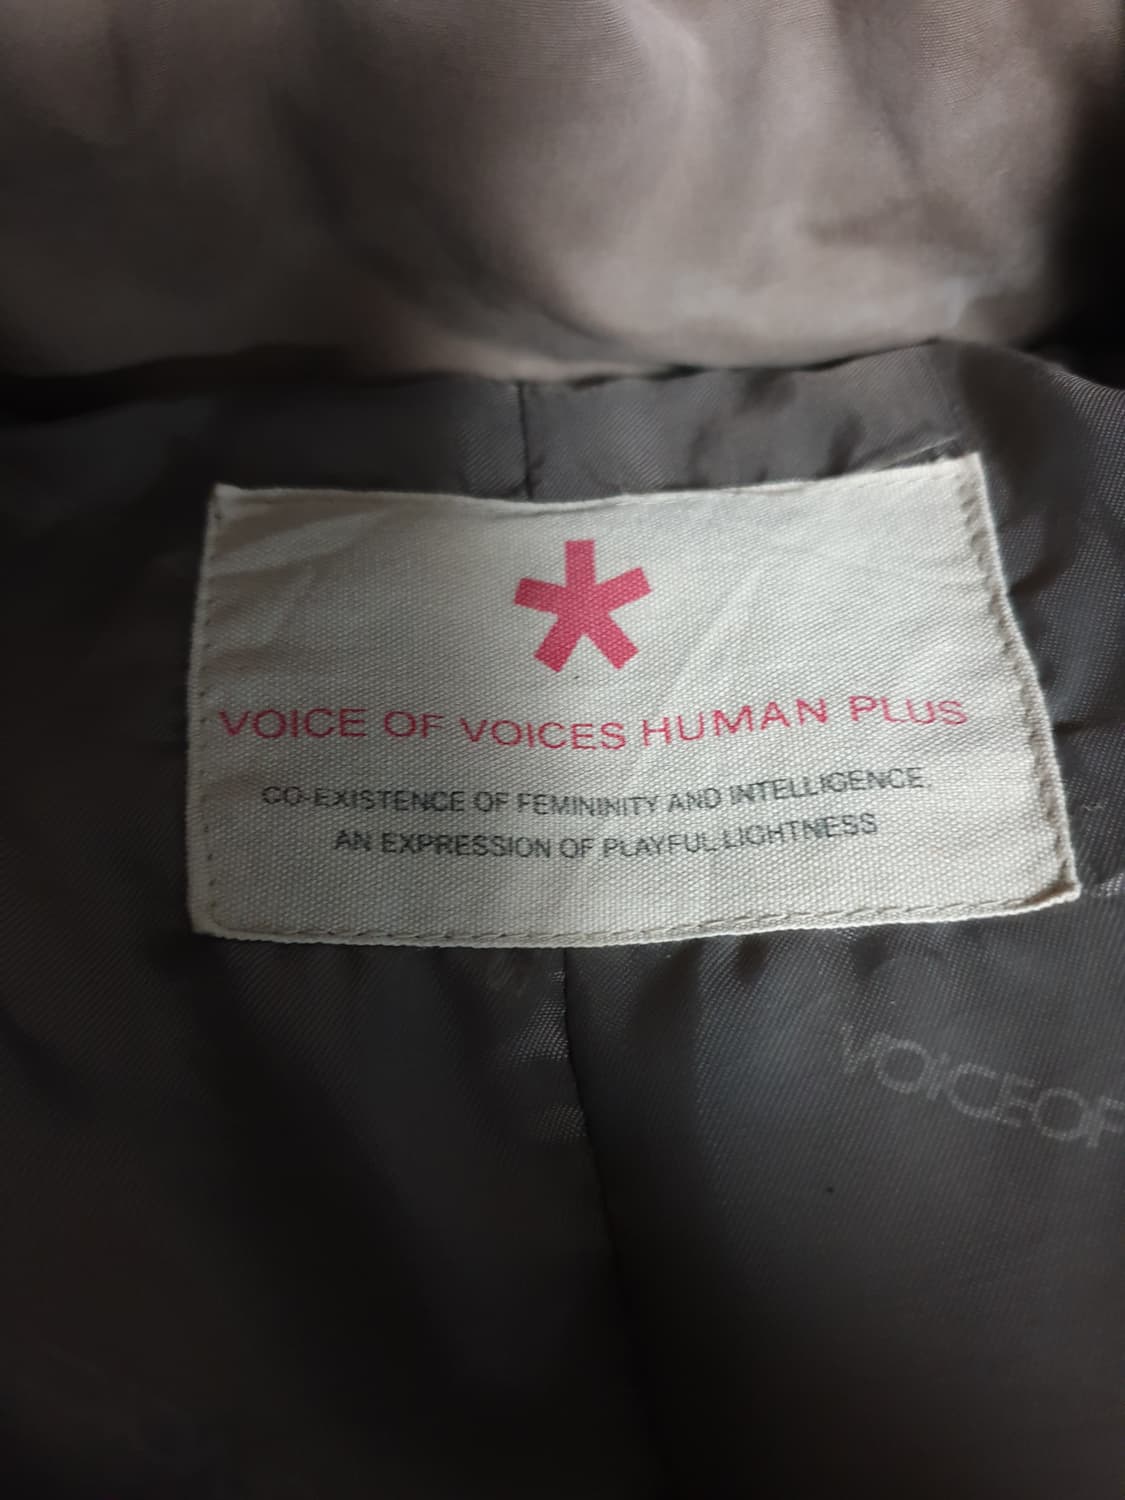 VOICE OF VOICES HUMAN PLUS
CO-EXISTENCE OF FEMININITY AND INTELLIGENCE,
AN EXPRESSION OF PLAYFUL LIGHTNESS
VOICEOF